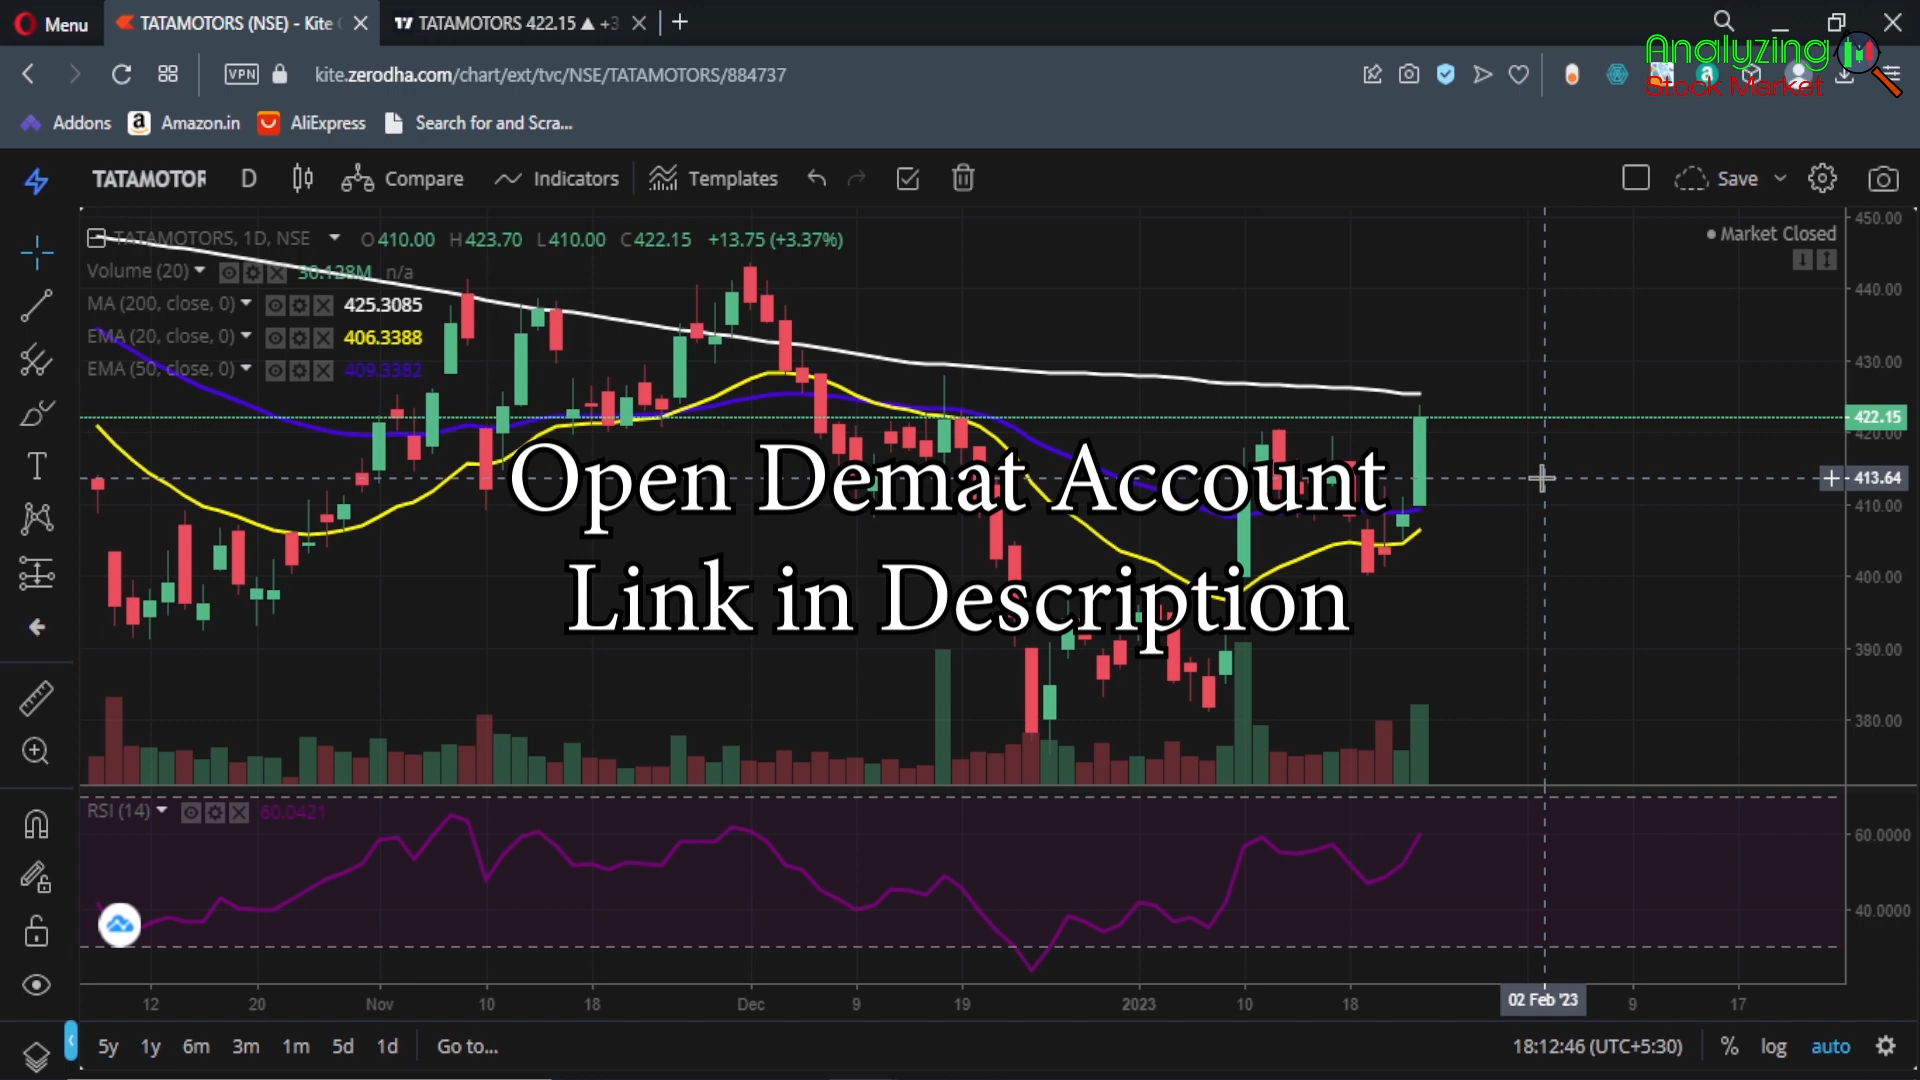 Menu
TATAMOTORS (NSE) - Kite
TATAMOTORS 422.15 ▲ +3
VPN
kite.zerodha.com/chart/ext/tvc/NSE/TATAMOTORS/884737
Analyzing
Stock Market
Addons
Amazon.in
AliExpress
Search for and Scra...
TATAMOTOR
D
Compare
Indicators
Templates
Save
TATAMOTORS, 1D, NSE
O410.00 H423.70 L410.00 C422.15 +13.75 (+3.37%)
Market Closed
Volume (20)
30.128M n/a
MA (200, close, 0)
425.3085
EMA (20, close, 0)
406.3388
EMA (50, close, 0)
409.3382
450.00
440.00
430.00
422.15
420.00
413.64
410.00
400.00
390.00
380.00
Open Demat Account
Link in Description
RSI (14)
60.0421
60.0000
40.0000
12 20 Nov 10 18 Dec 9 19 2023 10 18 02 Feb '23 9 17
5y 1y 6m 3m 1m 5d 1d Go to...
18:12:46 (UTC+5:30) % log auto